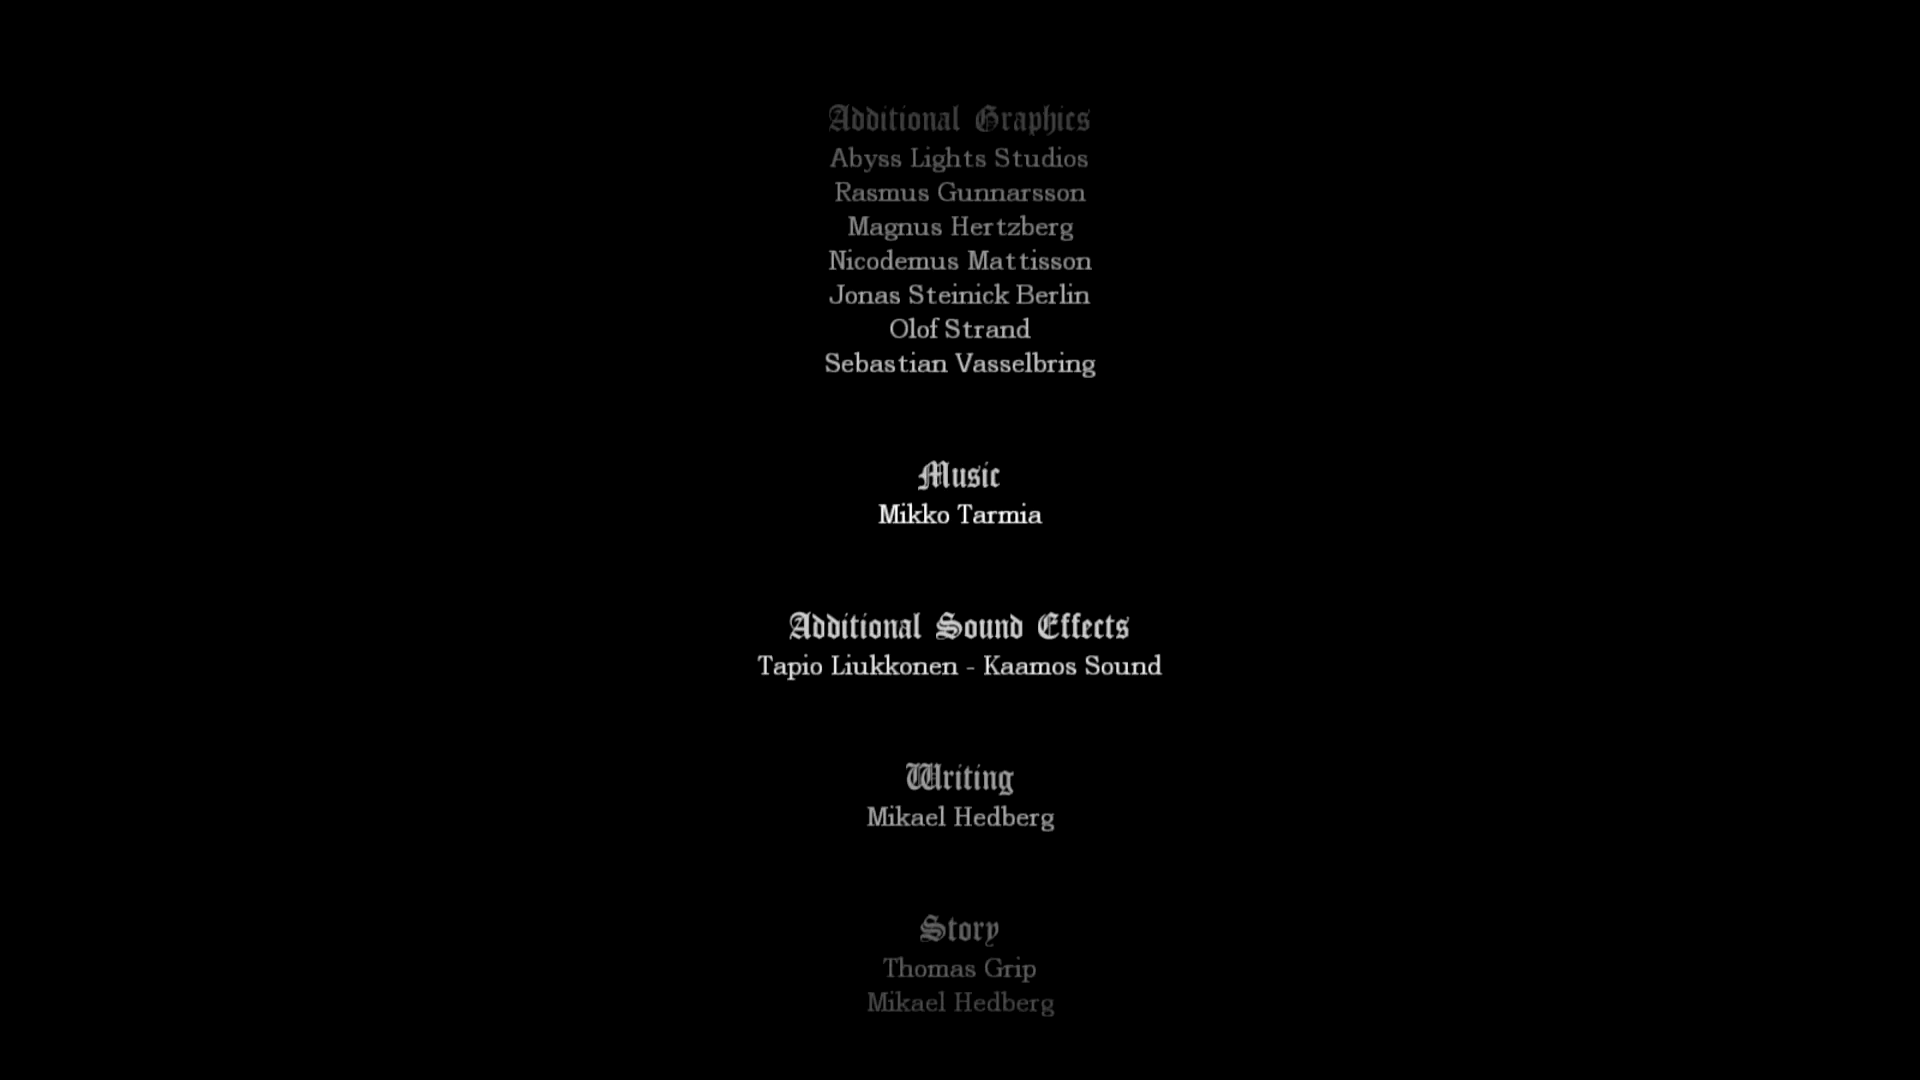 Additional Graphics
Abyss Lights Studios
Rasmus Gunnarsson
Magnus Hertzberg
Nicodemus Mattisson
Jonas Steinick Berlin
Olof Strand
Sebastian Vasselbring
Music
Mikko Tarmia
Additional Sound Effects
Tapio Liukkonen - Kaamos Sound
Writing
Mikael Hedberg
Story
Thomas Grip
Mikael Hedberg